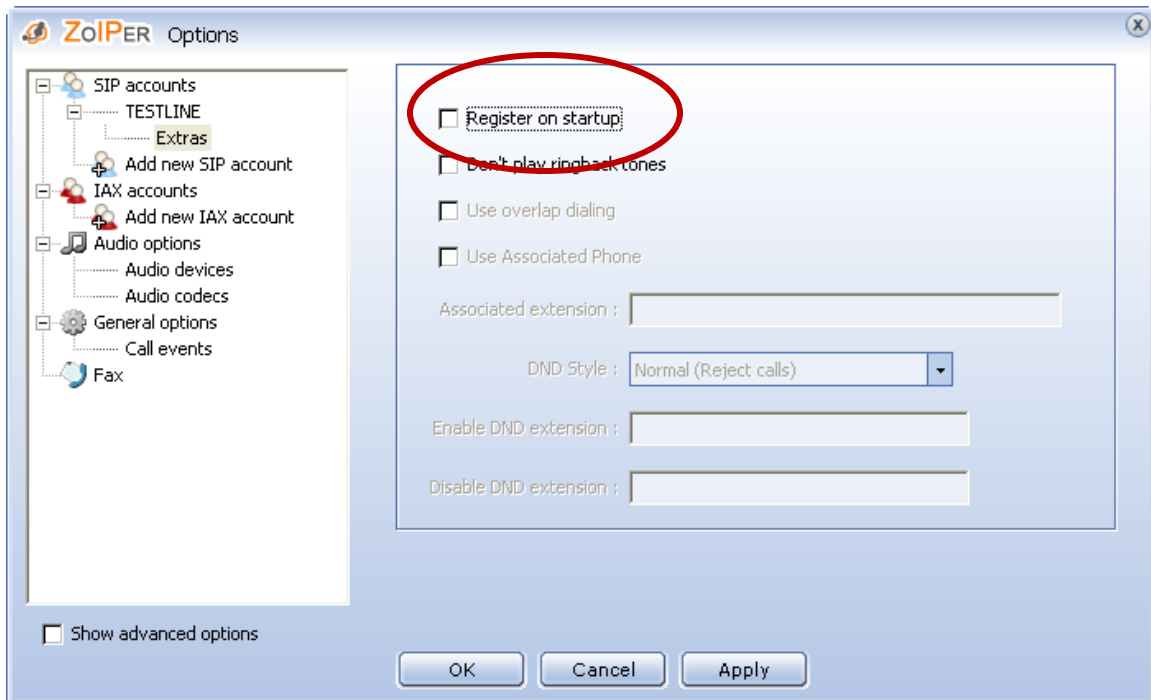 ZoIPER Options
SIP accounts
TESTLINE
Extras
Add new SIP account
IAX accounts
Add new IAX account
Audio options
Audio devices
Audio codecs
General options
Call events
Fax
Show advanced options
Register on startup
Don't play ringback tones
Use overlap dialing
Use Associated Phone
Associated extension :
DND Style : Normal (Reject calls)
Enable DND extension :
Disable DND extension :
OK Cancel Apply